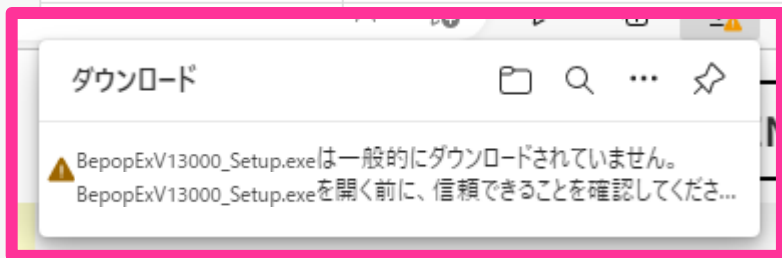 ダウンロード
BepopExV13000_Setup.exeは一般的にダウンロードされていません。
BepopExV13000_Setup.exeを開く前に、信頼できることを確認してくださ...